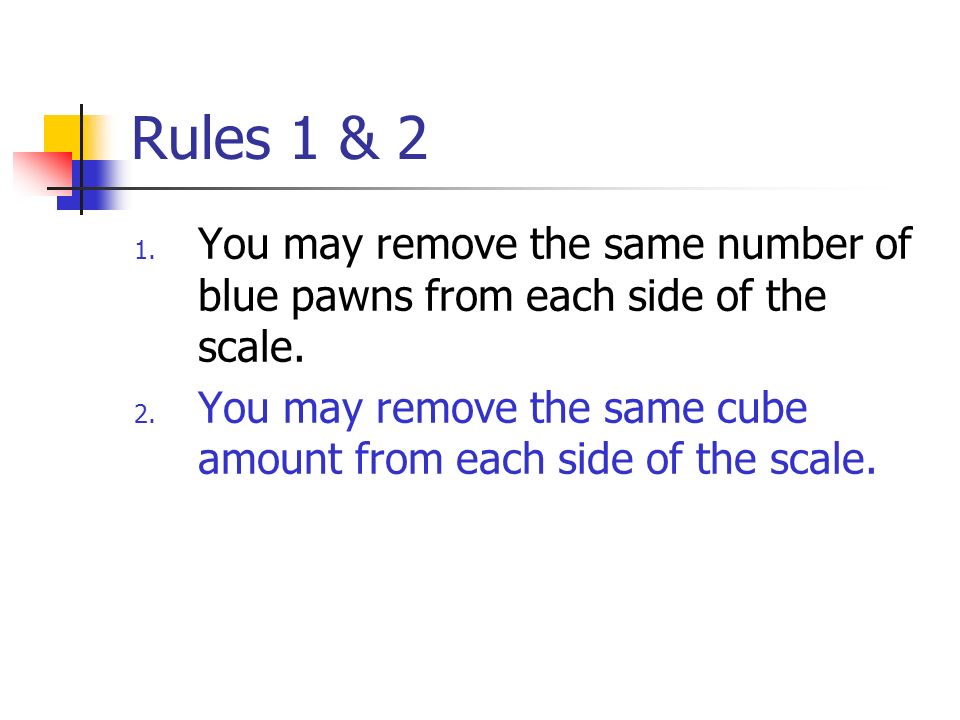 Rules 1 & 2
1. You may remove the same number of
blue pawns from each side of the
scale.
2. You may remove the same cube
amount from each side of the scale.